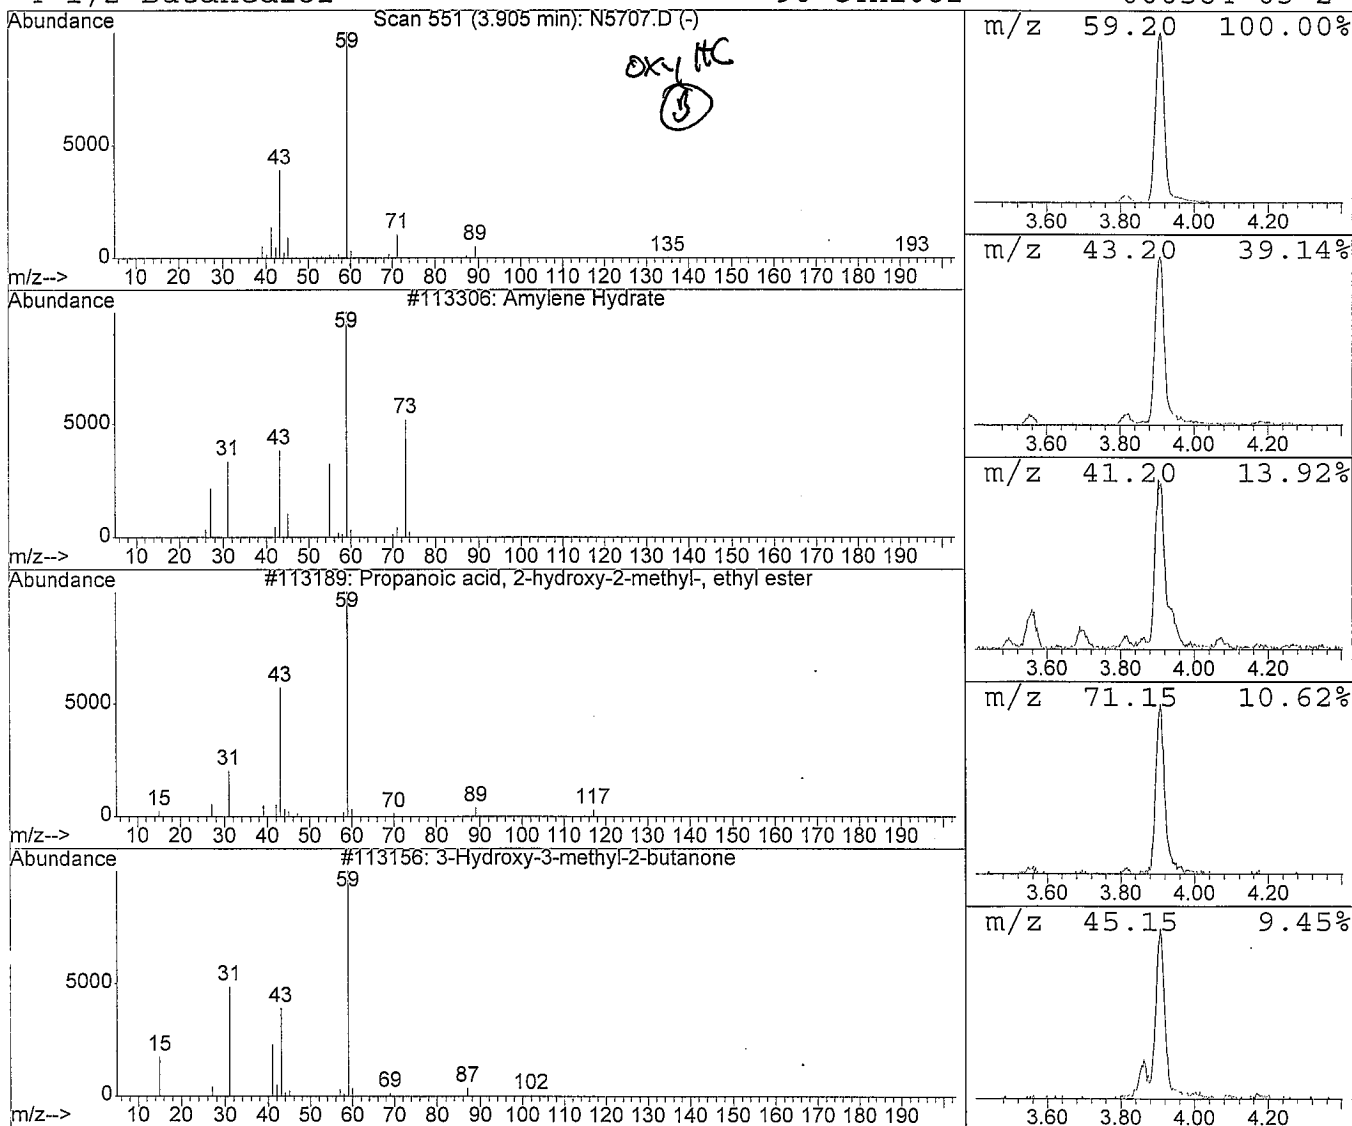 Abundance Scan 551 (3.905 min): N5707.D (-)
59
oxy HC
5000
43
71
89
135
193
0
m/z--> 10 20 30 40 50 60 70 80 90 100 110 120 130 140 150 160 170 180 190
Abundance #113306: Amylene Hydrate
59
5000
73
43
31
0
m/z--> 10 20 30 40 50 60 70 80 90 100 110 120 130 140 150 160 170 180 190
Abundance #113189: Propanoic acid, 2-hydroxy-2-methyl-, ethyl ester
59
5000
43
31
15
70
89
117
0
m/z--> 10 20 30 40 50 60 70 80 90 100 110 120 130 140 150 160 170 180 190
Abundance #113156: 3-Hydroxy-3-methyl-2-butanone
59
5000
31
43
15
69
87
102
0
m/z--> 10 20 30 40 50 60 70 80 90 100 110 120 130 140 150 160 170 180 190
m/z 59.20 100.00%
3.60 3.80 4.00 4.20
m/z 43.20 39.14%
3.60 3.80 4.00 4.20
m/z 41.20 13.92%
3.60 3.80 4.00 4.20
m/z 71.15 10.62%
3.60 3.80 4.00 4.20
m/z 45.15 9.45%
3.60 3.80 4.00 4.20